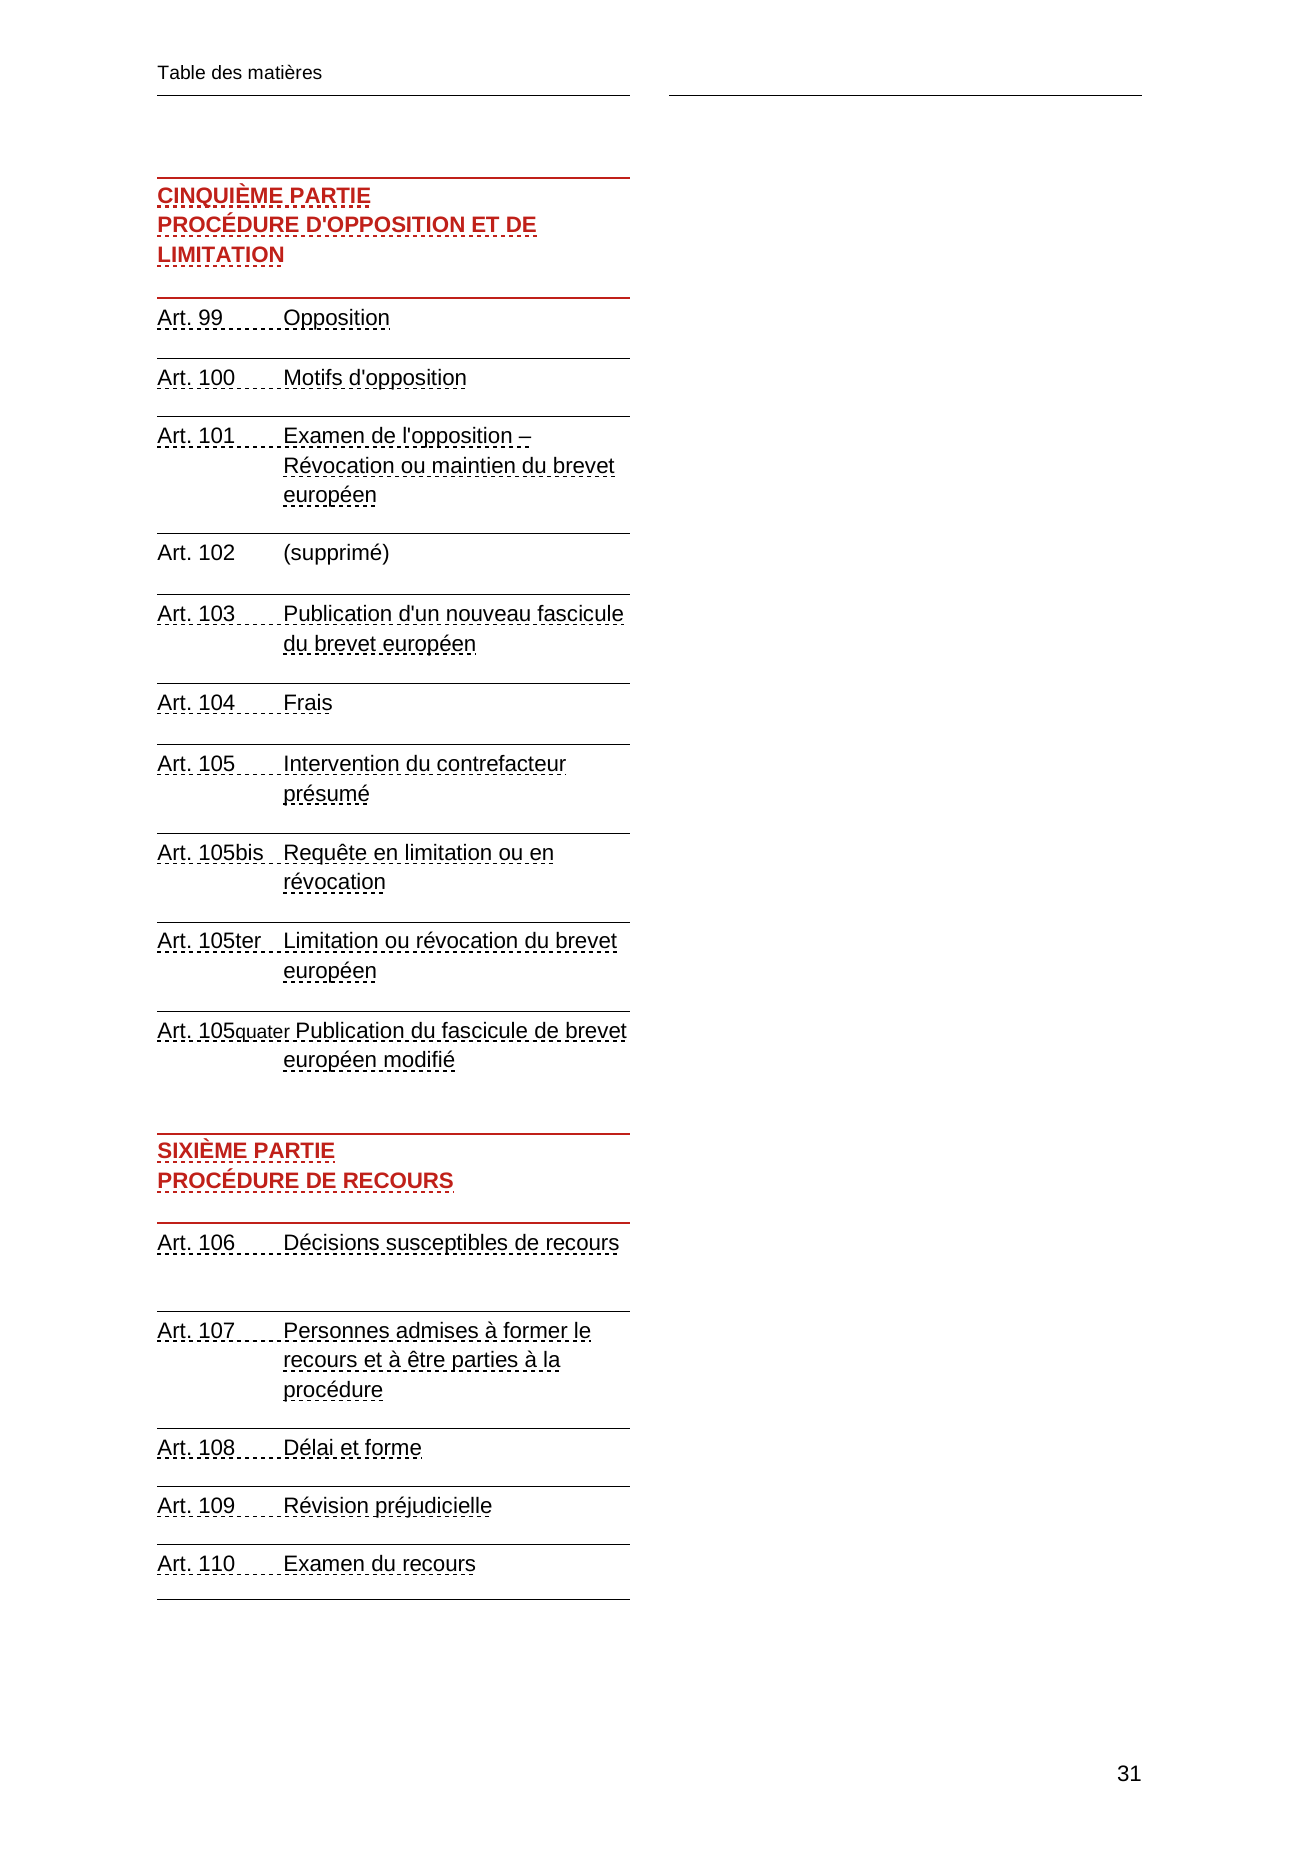 Table des matières
CINQUIÈME PARTIE
PROCÉDURE D'OPPOSITION ET DE
LIMITATION
Art. 99 Opposition
Art. 100 Motifs d'opposition
Art. 101 Examen de l'opposition –
Révocation ou maintien du brevet
européen
Art. 102 (supprimé)
Art. 103 Publication d'un nouveau fascicule
du brevet européen
Art. 104 Frais
Art. 105 Intervention du contrefacteur
présumé
Art. 105bis Requête en limitation ou en
révocation
Art. 105ter Limitation ou révocation du brevet
européen
Art. 105quater Publication du fascicule de brevet
européen modifié
SIXIÈME PARTIE
PROCÉDURE DE RECOURS
Art. 106 Décisions susceptibles de recours
Art. 107 Personnes admises à former le
recours et à être parties à la
procédure
Art. 108 Délai et forme
Art. 109 Révision préjudicielle
Art. 110 Examen du recours
31